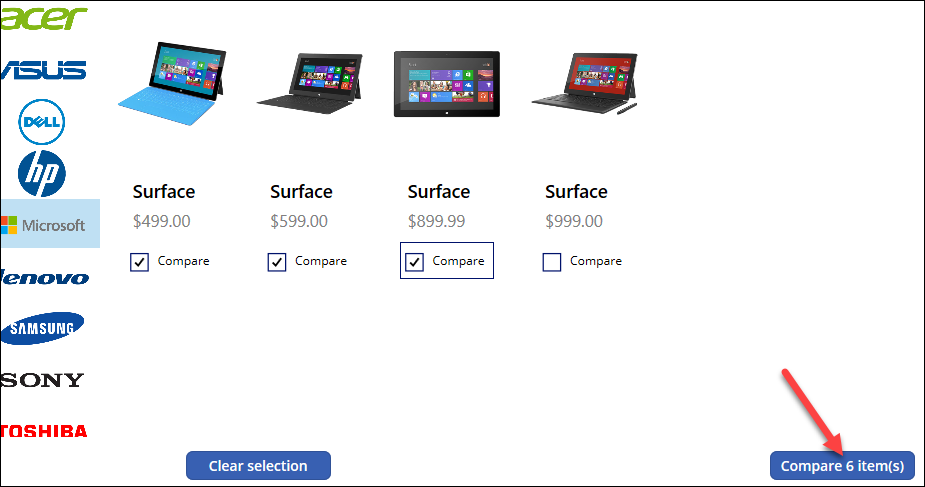 acer
ASUS
DELL
hp
Microsoft
lenovo
SAMSUNG
SONY
TOSHIBA
Surface Surface Surface Surface
$499.00 $599.00 $899.99 $999.00
Compare Compare Compare Compare
Clear selection Compare 6 item(s)